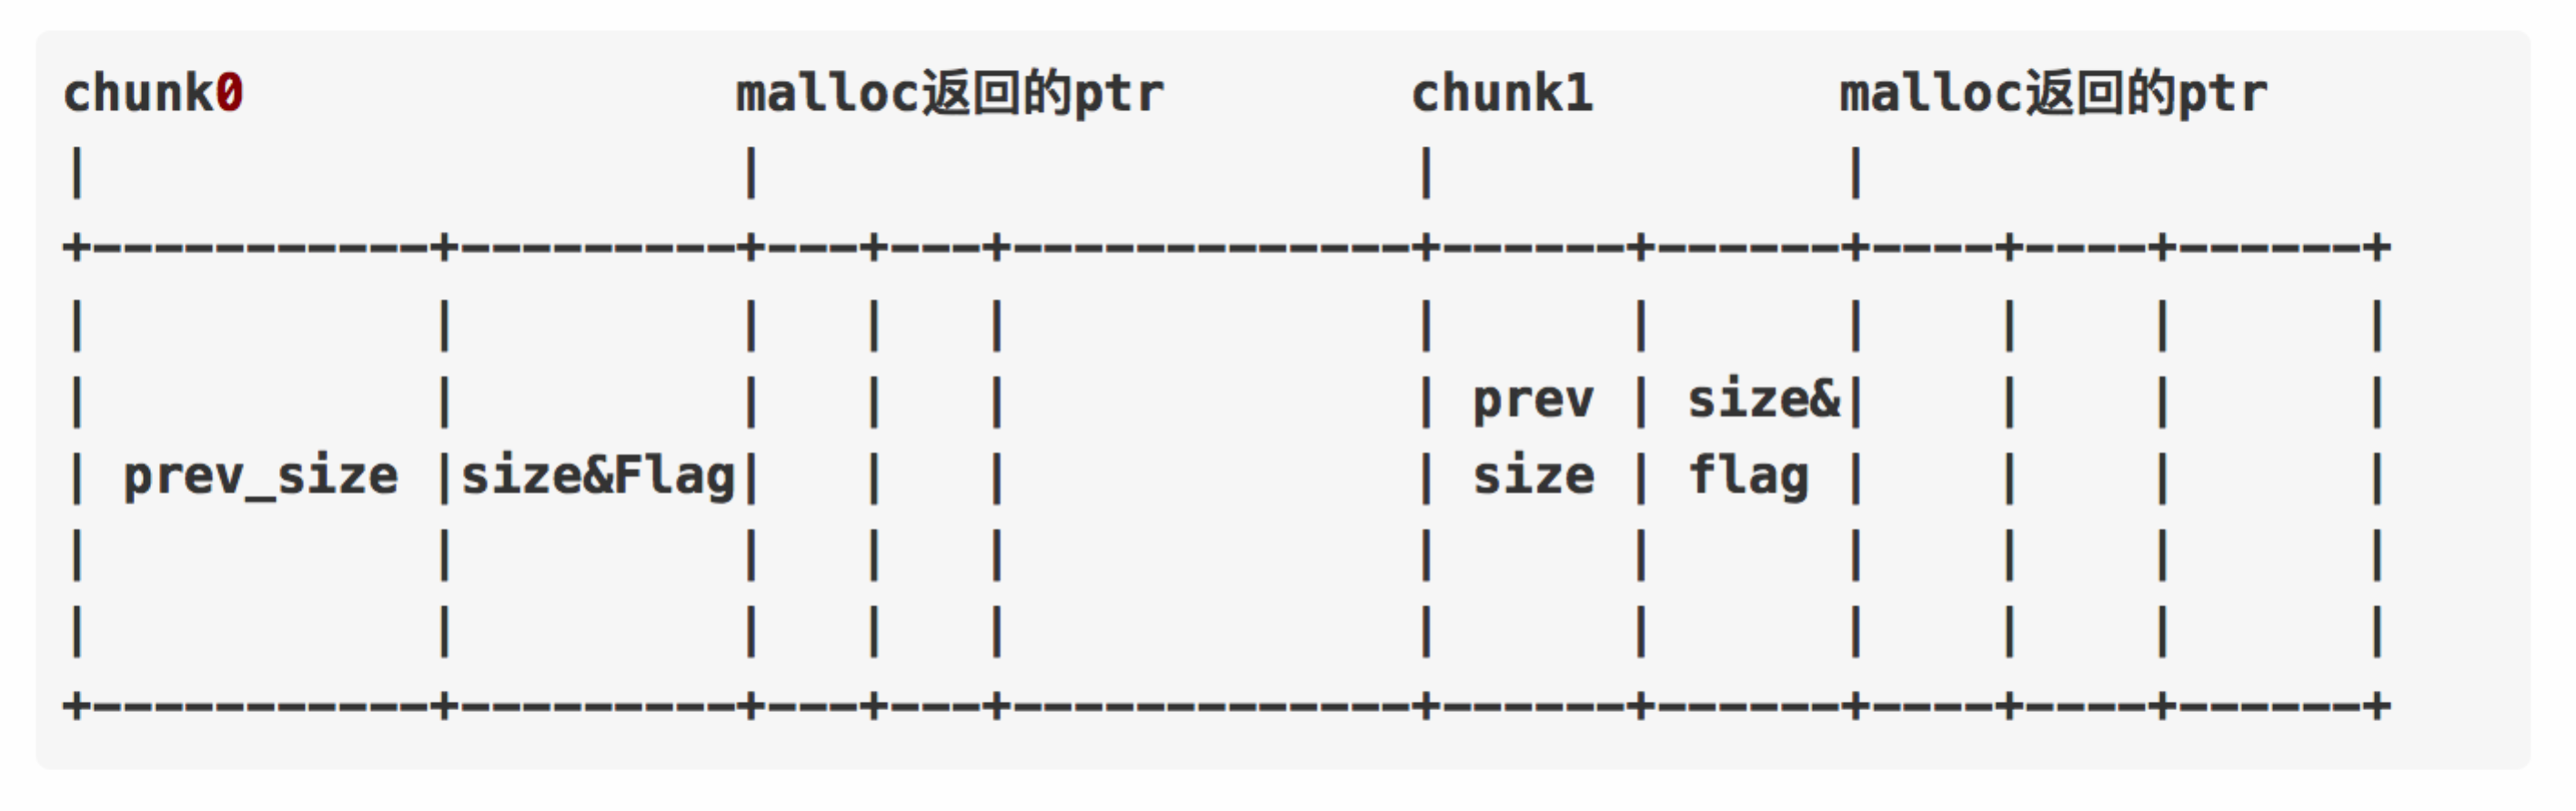 chunk0 malloc返回的ptr chunk1 malloc返回的ptr
prev size&
prev_size size&Flag size flag